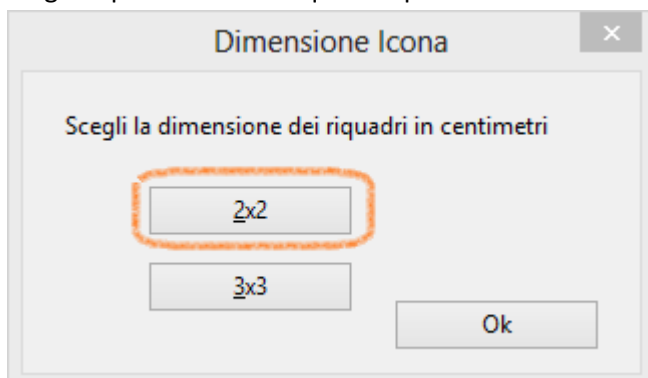 Dimensione Icona
Scegli la dimensione dei riquadri in centimetri
2x2
3x3
Ok